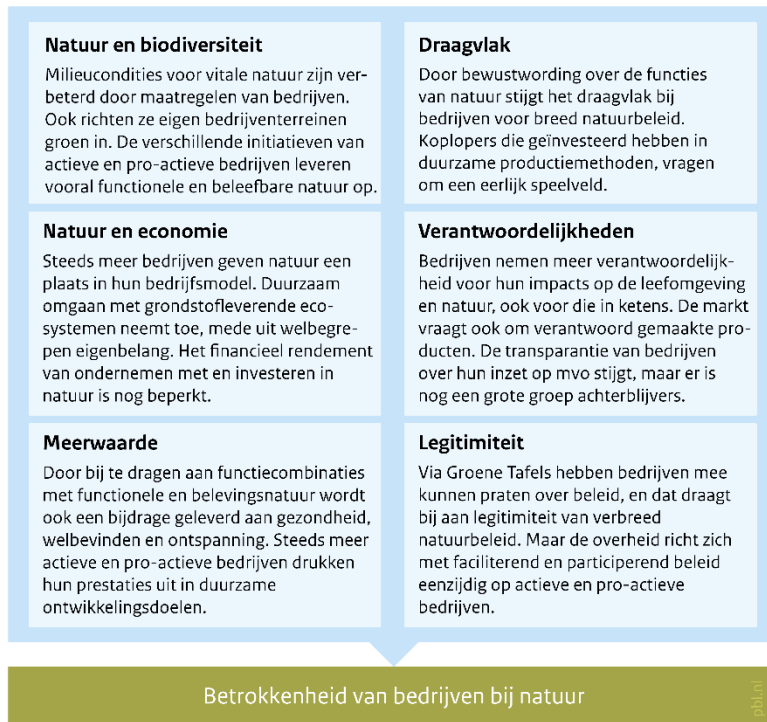 Natuur en biodiversiteit
Milieucondities voor vitale natuur zijn ver-
beterd door maatregelen van bedrijven.
Ook richten ze eigen bedrijventerreinen
groen in. De verschillende initiatieven van
actieve en pro-actieve bedrijven leveren
vooral functionele en beleefbare natuur op.
Draagvlak
Door bewustwording over de functies
van natuur stijgt het draagvlak bij
bedrijven voor breed natuurbeleid.
Koplopers die geïnvesteerd hebben in
duurzame productiemethoden, vragen
om een eerlijk speelveld.
Natuur en economie
Steeds meer bedrijven geven natuur een
plaats in hun bedrijfsmodel. Duurzaam
omgaan met grondstofleverende eco-
systemen neemt toe, mede uit welbegre-
pen eigenbelang. Het financieel rendement
van ondernemen met en investeren in
natuur is nog beperkt.
Verantwoordelijkheden
Bedrijven nemen meer verantwoordelijk-
heid voor hun impacts op de leefomgeving
en natuur, ook voor die in ketens. De markt
vraagt ook om verantwoord gemaakte pro-
ducten. De transparantie van bedrijven
over hun inzet op mvo stijgt, maar er is
nog een grote groep achterblijvers.
Meerwaarde
Door bij te dragen aan functiecombinaties
met functionele en belevingsnatuur wordt
ook een bijdrage geleverd aan gezondheid,
welbevinden en ontspanning. Steeds meer
actieve en pro-actieve bedrijven drukken
hun prestaties uit in duurzame
ontwikkelingsdoelen.
Legitimiteit
Via Groene Tafels hebben bedrijven mee
kunnen praten over beleid, en dat draagt
bij aan legitimiteit van verbreed
natuurbeleid. Maar de overheid richt zich
met faciliterend en participerend beleid
eenzijdig op actieve en pro-actieve
bedrijven.
Betrokkenheid van bedrijven bij natuur
pbl.nl